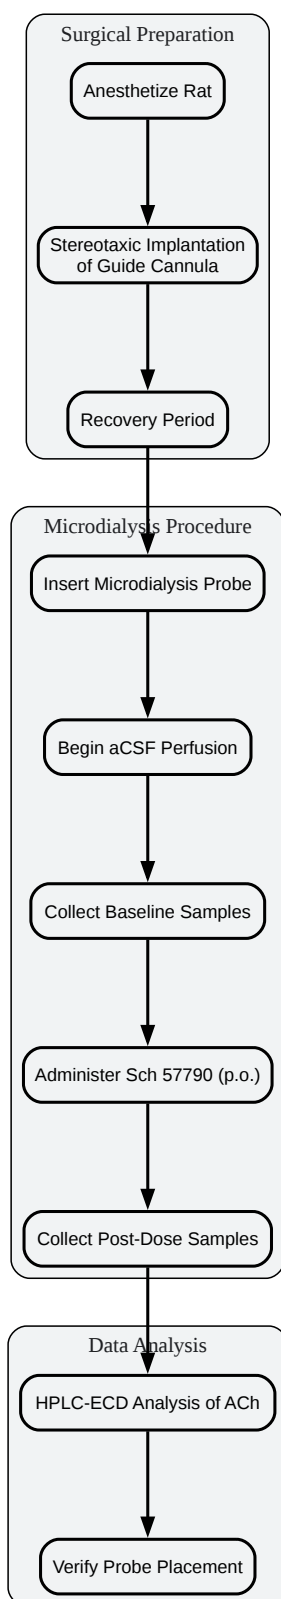 Surgical Preparation
Anesthetize Rat
Stereotaxic Implantation
of Guide Cannula
Recovery Period
Microdialysis Procedure
Insert Microdialysis Probe
Begin aCSF Perfusion
Collect Baseline Samples
Administer Sch 57790 (p.o.)
Collect Post-Dose Samples
Data Analysis
HPLC-ECD Analysis of ACh
Verify Probe Placement